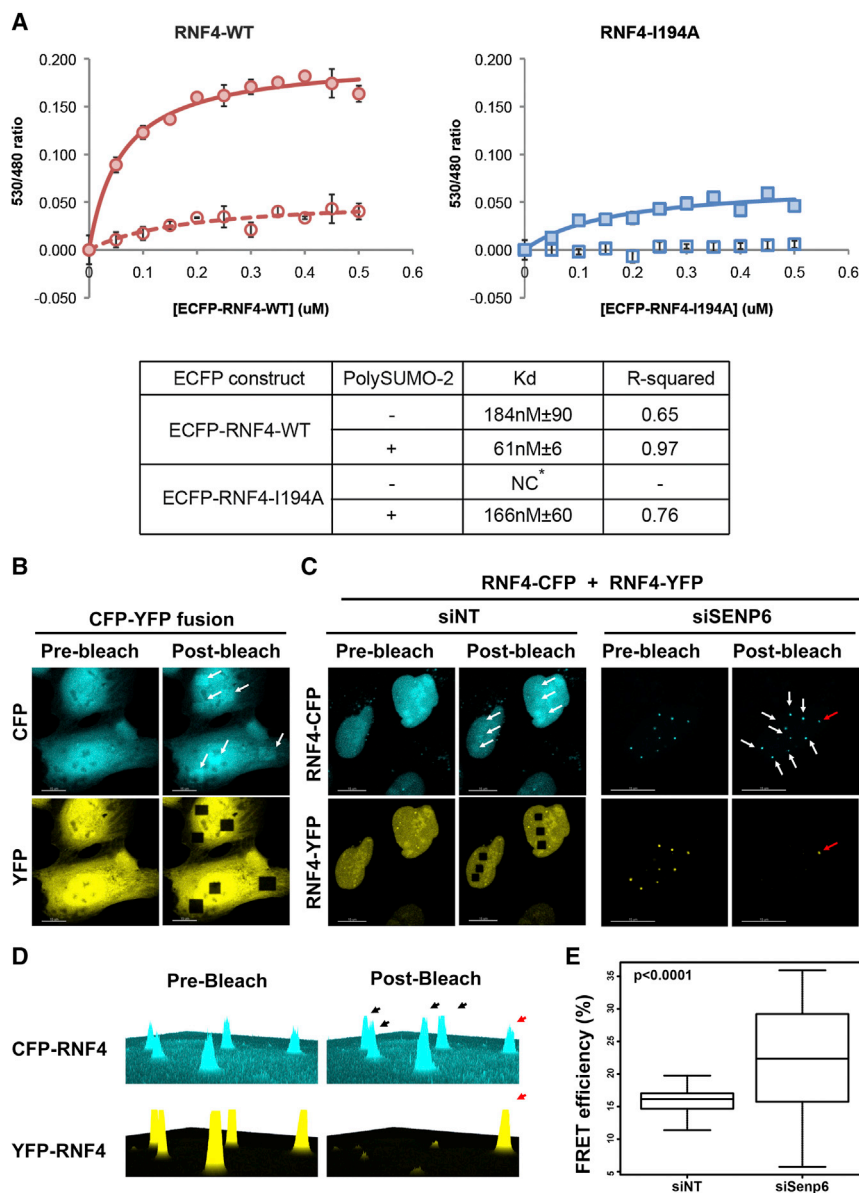 A
RNF4-WT
RNF4-I194A
530/480 ratio
0.200
0.150
0.100
0.050
0.000
-0.050
0
0.1
0.2
0.3
0.4
0.5
0.6
[ECFP-RNF4-WT] (uM)
530/480 ratio
0.200
0.150
0.100
0.050
0.000
-0.050
0
0.1
0.2
0.3
0.4
0.5
0.6
[ECFP-RNF4-I194A] (uM)
ECFP construct PolySUMO-2 Kd R-squared
ECFP-RNF4-WT - 184nM±90 0.65
+ 61nM±6 0.97
ECFP-RNF4-I194A - NC* -
+ 166nM±60 0.76
B
CFP-YFP fusion
Pre-bleach Post-bleach
CFP
YFP
C
RNF4-CFP + RNF4-YFP
siNT siSENP6
Pre-bleach Post-bleach Pre-bleach Post-bleach
RNF4-CFP
RNF4-YFP
D
Pre-Bleach Post-Bleach
CFP-RNF4
YFP-RNF4
E
p<0.0001
FRET efficiency (%)
35
30
25
20
15
10
5
siNT siSenp6